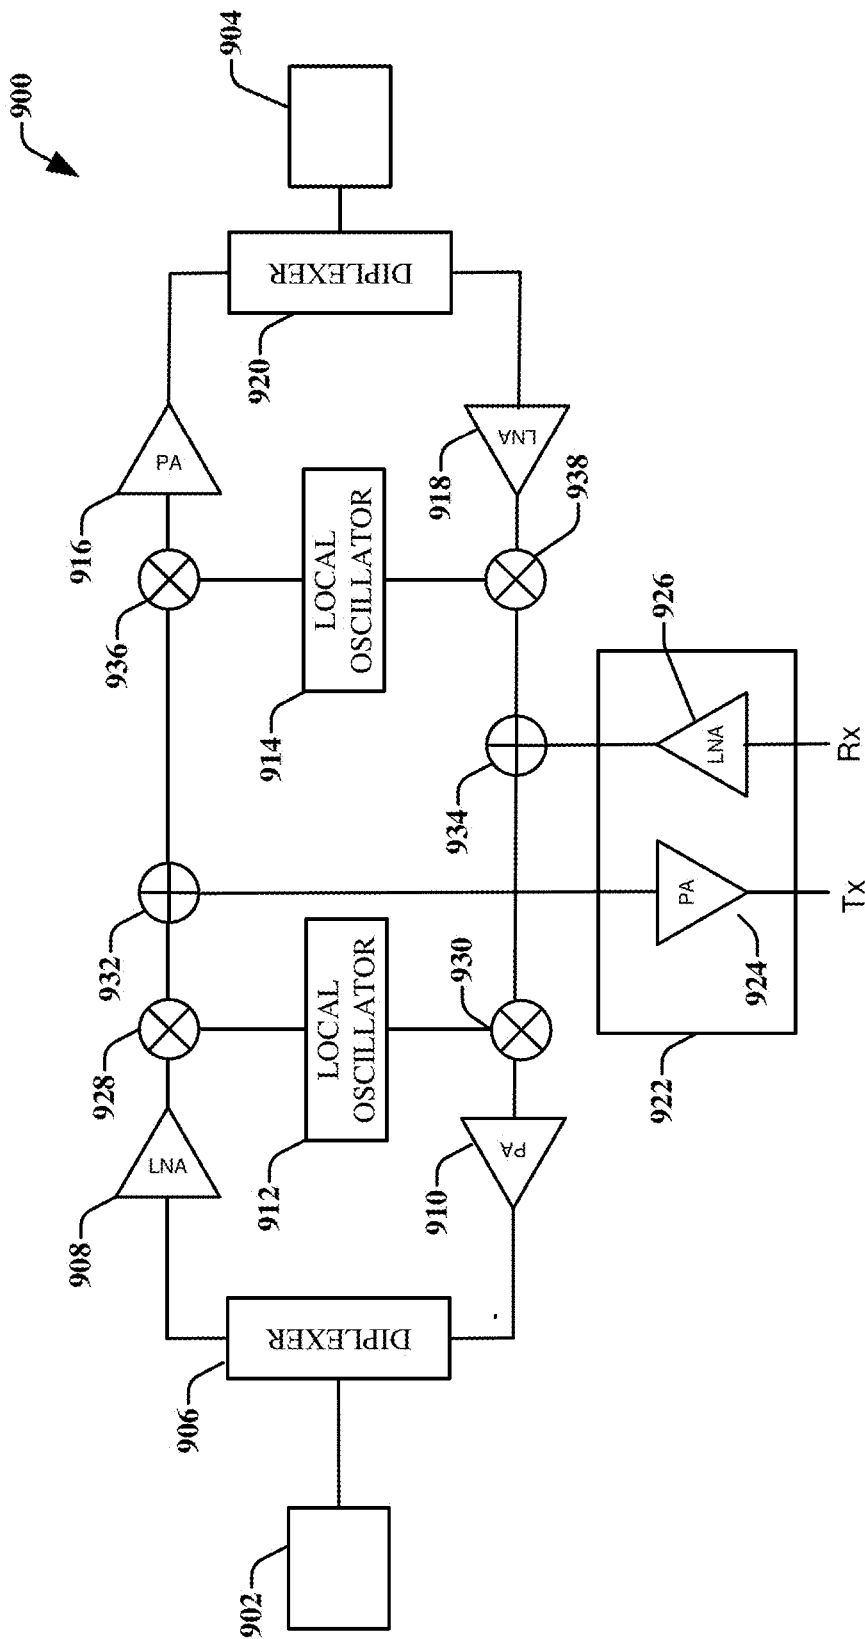 900
904
DIPLEXER
920
PA
916
LNA
918
936
LOCAL
OSCILLATOR
914
938
934
926
LNA
Rx
932
928
LOCAL
OSCILLATOR
912
930
PA
924
Tx
922
LNA
908
PA
910
DIPLEXER
906
902